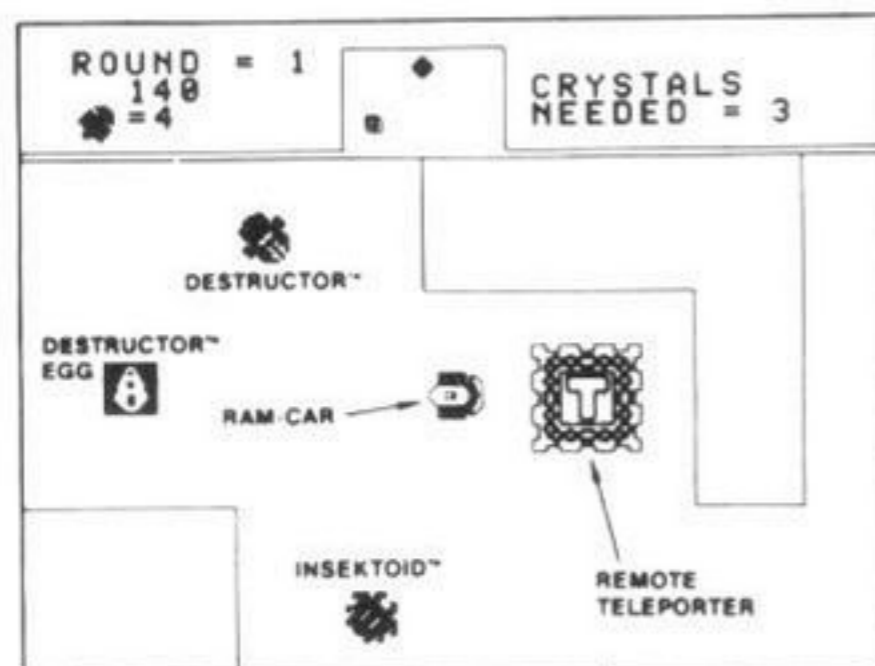 ROUND = 1
140
=4
CRYSTALS
NEEDED = 3
DESTRUCTOR™
DESTRUCTOR™
EGG
RAM-CAR
T
INSEKTOID™
REMOTE
TELEPORTER